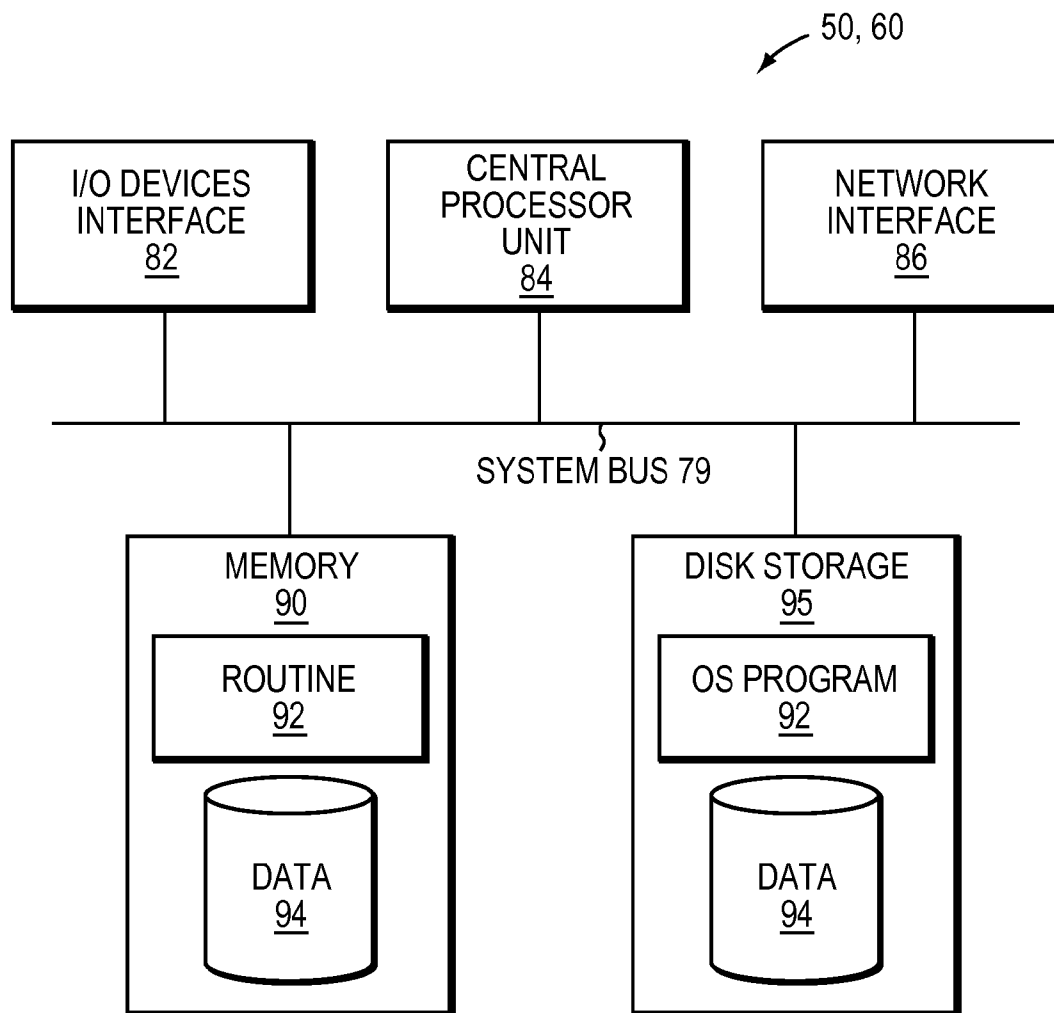 50, 60
I/O DEVICES
INTERFACE
82
CENTRAL
PROCESSOR
UNIT
84
NETWORK
INTERFACE
86
SYSTEM BUS 79
MEMORY
90
ROUTINE
92
DATA
94
DISK STORAGE
95
OS PROGRAM
92
DATA
94